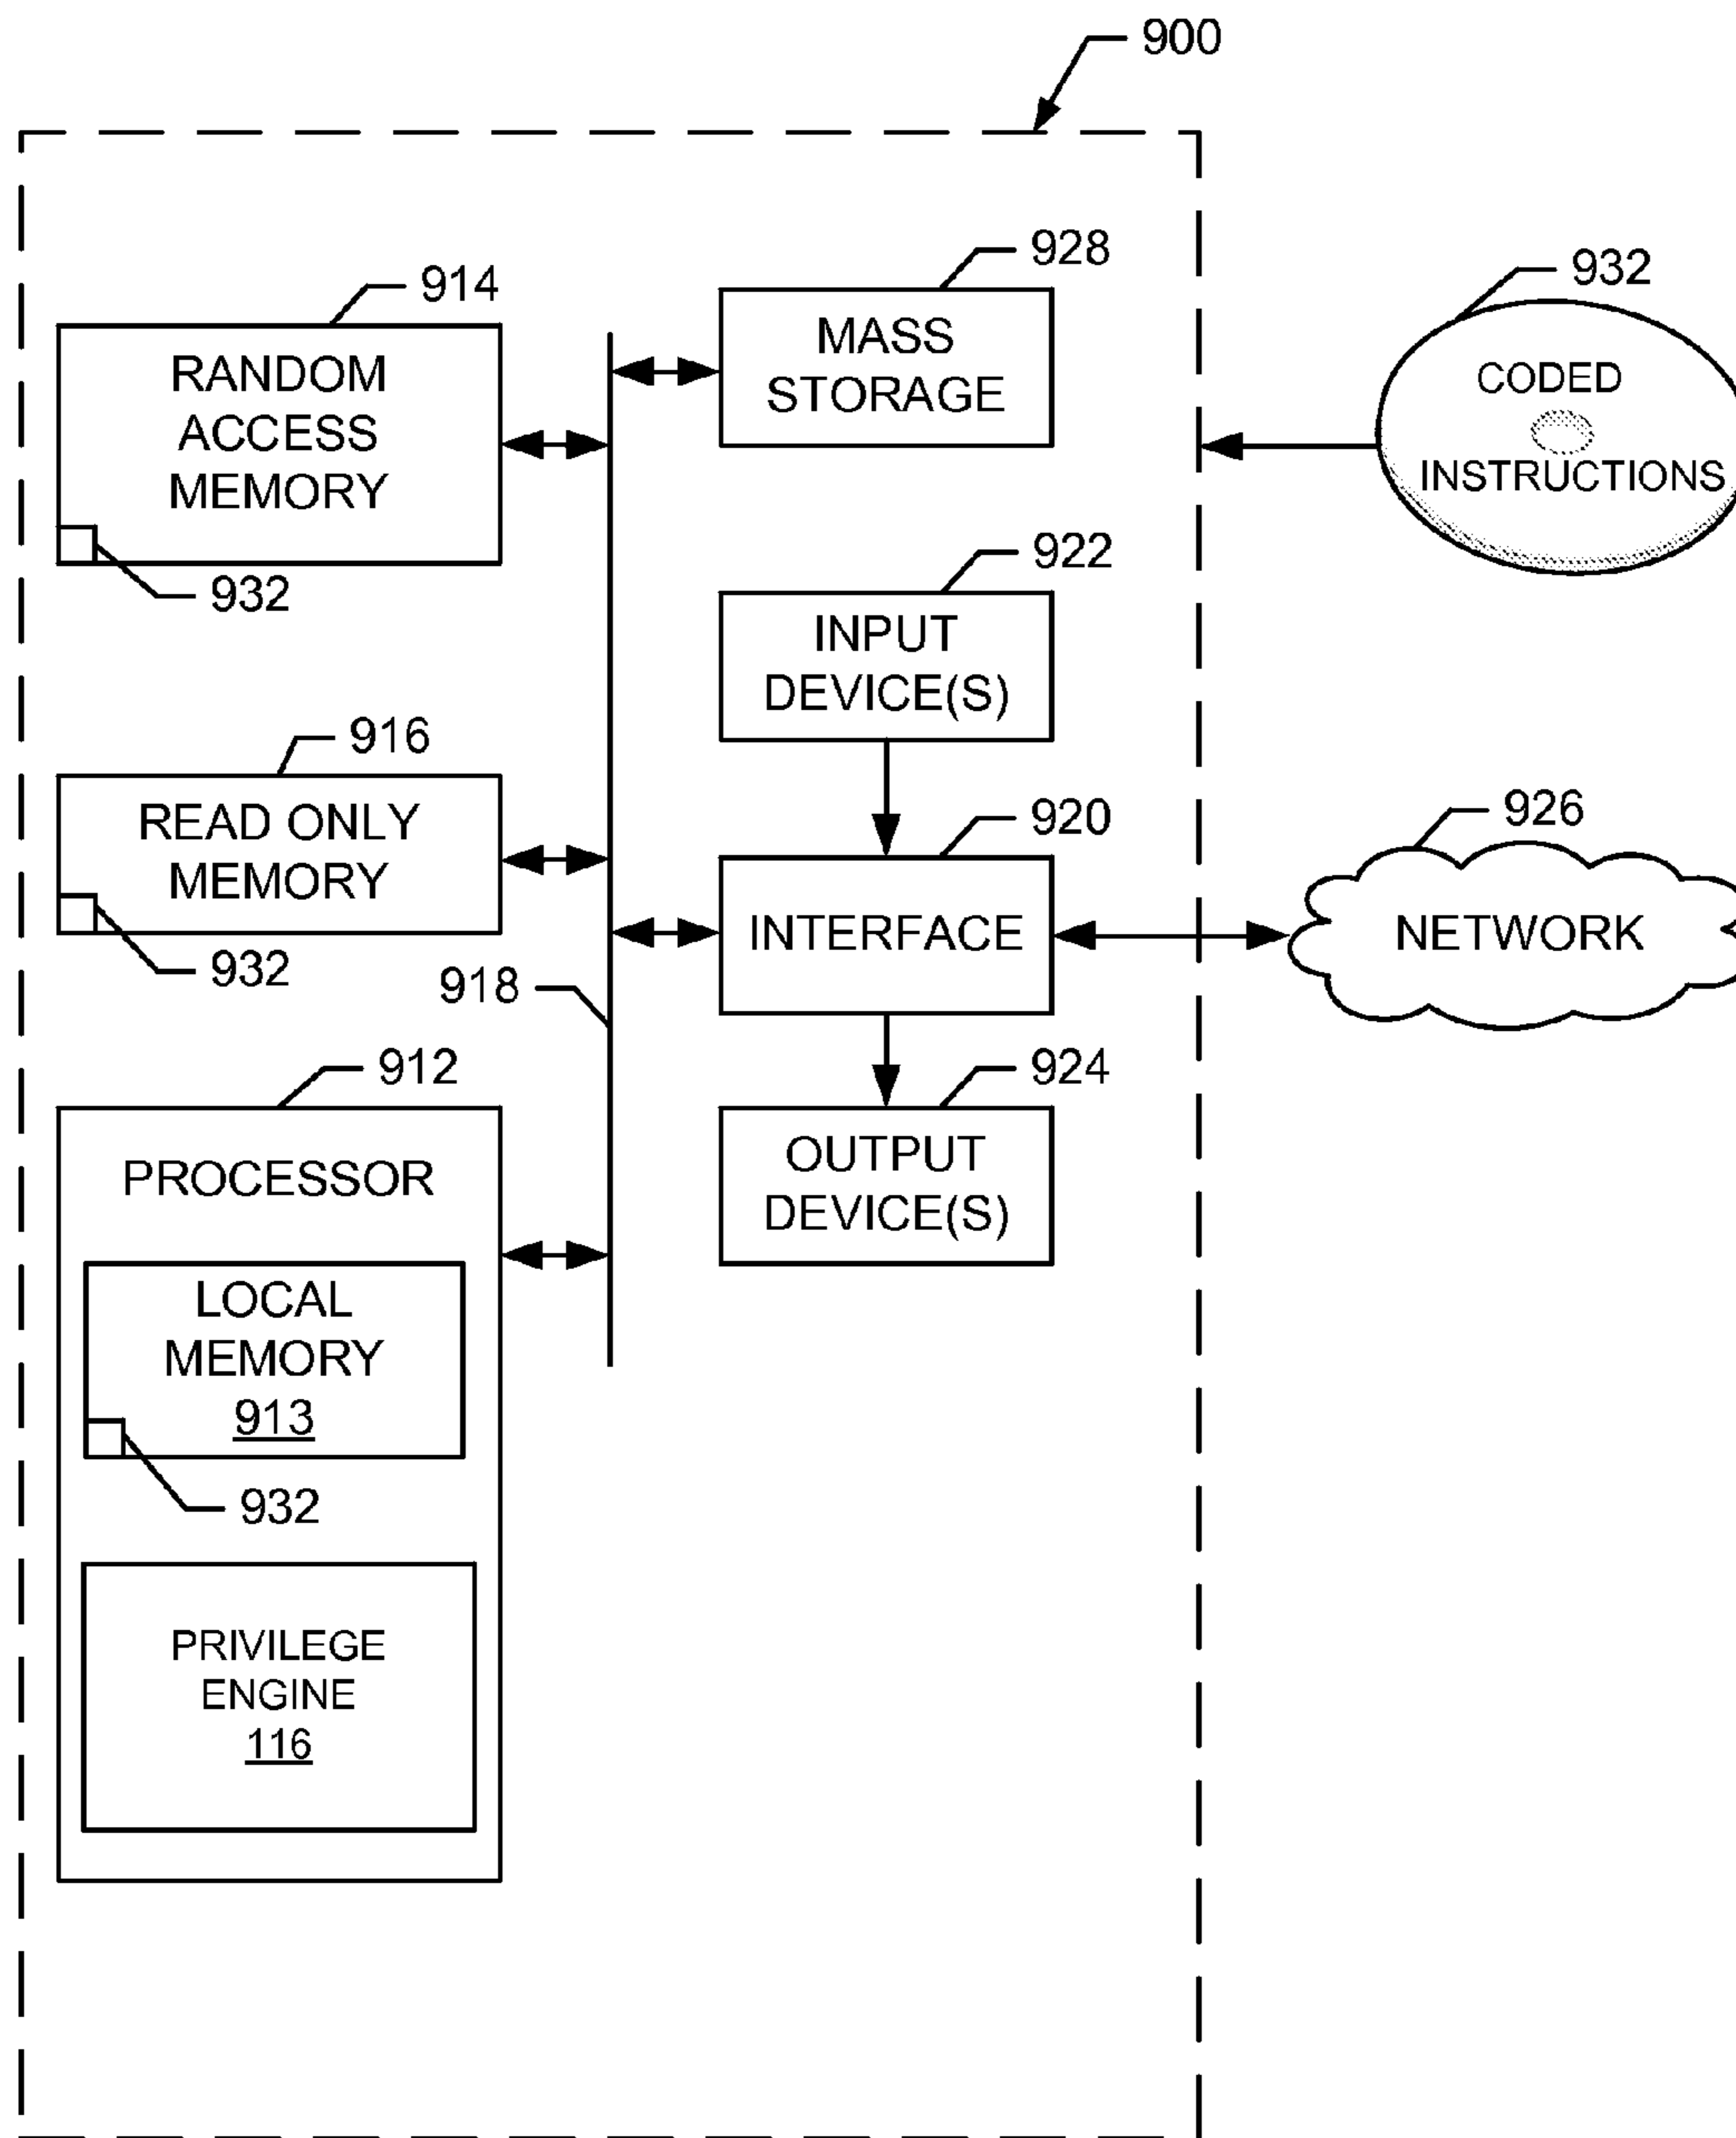 900
914
RANDOM
ACCESS
MEMORY
932
928
MASS
STORAGE
932
CODED
INSTRUCTIONS
922
INPUT
DEVICE(S)
916
READ ONLY
MEMORY
932
918
920
INTERFACE
926
NETWORK
912
PROCESSOR
LOCAL
MEMORY
913
932
PRIVILEGE
ENGINE
116
924
OUTPUT
DEVICE(S)